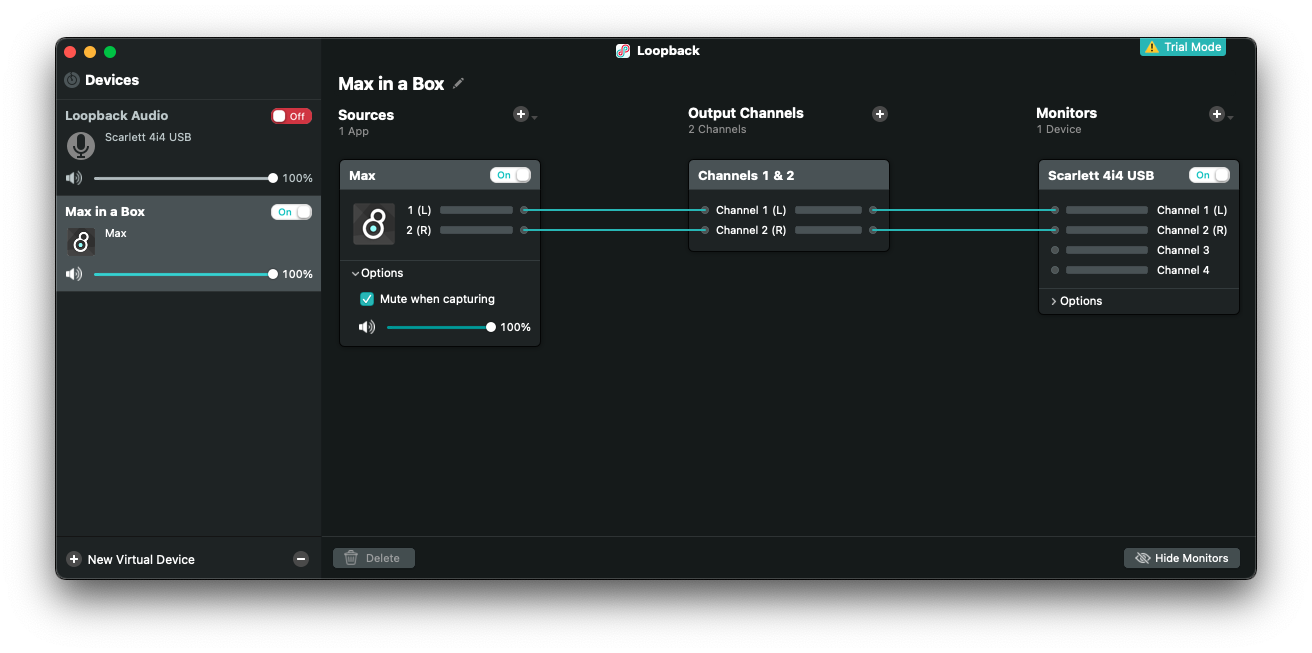 Loopback
Trial Mode
Devices
Loopback Audio
Off
Scarlett 4i4 USB
100%
Max in a Box
On
Max
100%
New Virtual Device
Max in a Box
Sources
1 App
Output Channels
2 Channels
Monitors
1 Device
Max
On
1 (L)
2 (R)
Options
Mute when capturing
100%
Channels 1 & 2
Channel 1 (L)
Channel 2 (R)
Scarlett 4i4 USB
On
Channel 1 (L)
Channel 2 (R)
Channel 3
Channel 4
Options
Delete
Hide Monitors